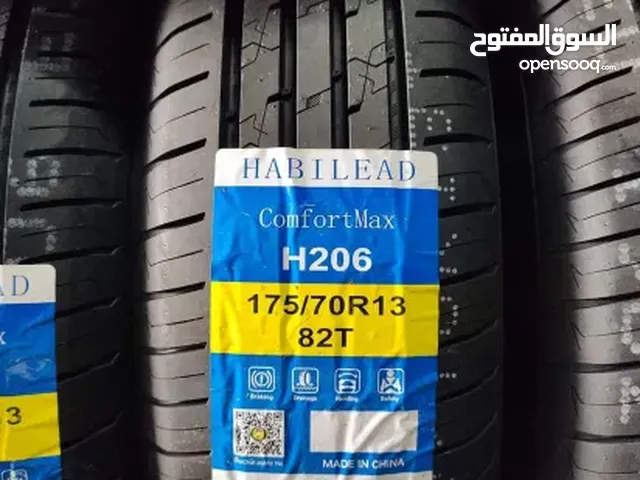 السوق المفتوح
opensooq.com
HABILEAD
ComfortMax
H206
175/70R13
82T
Braking Drainage Handling Safety
MADE IN CHINA
AD
x
3